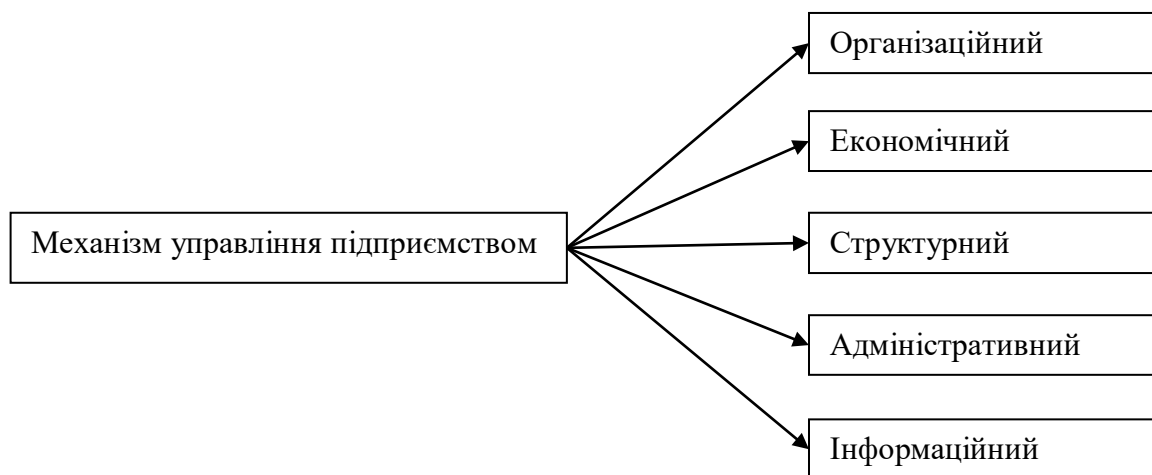 Організаційний
Економічний
Механізм управління підприємством
Структурний
Адміністративний
Інформаційний